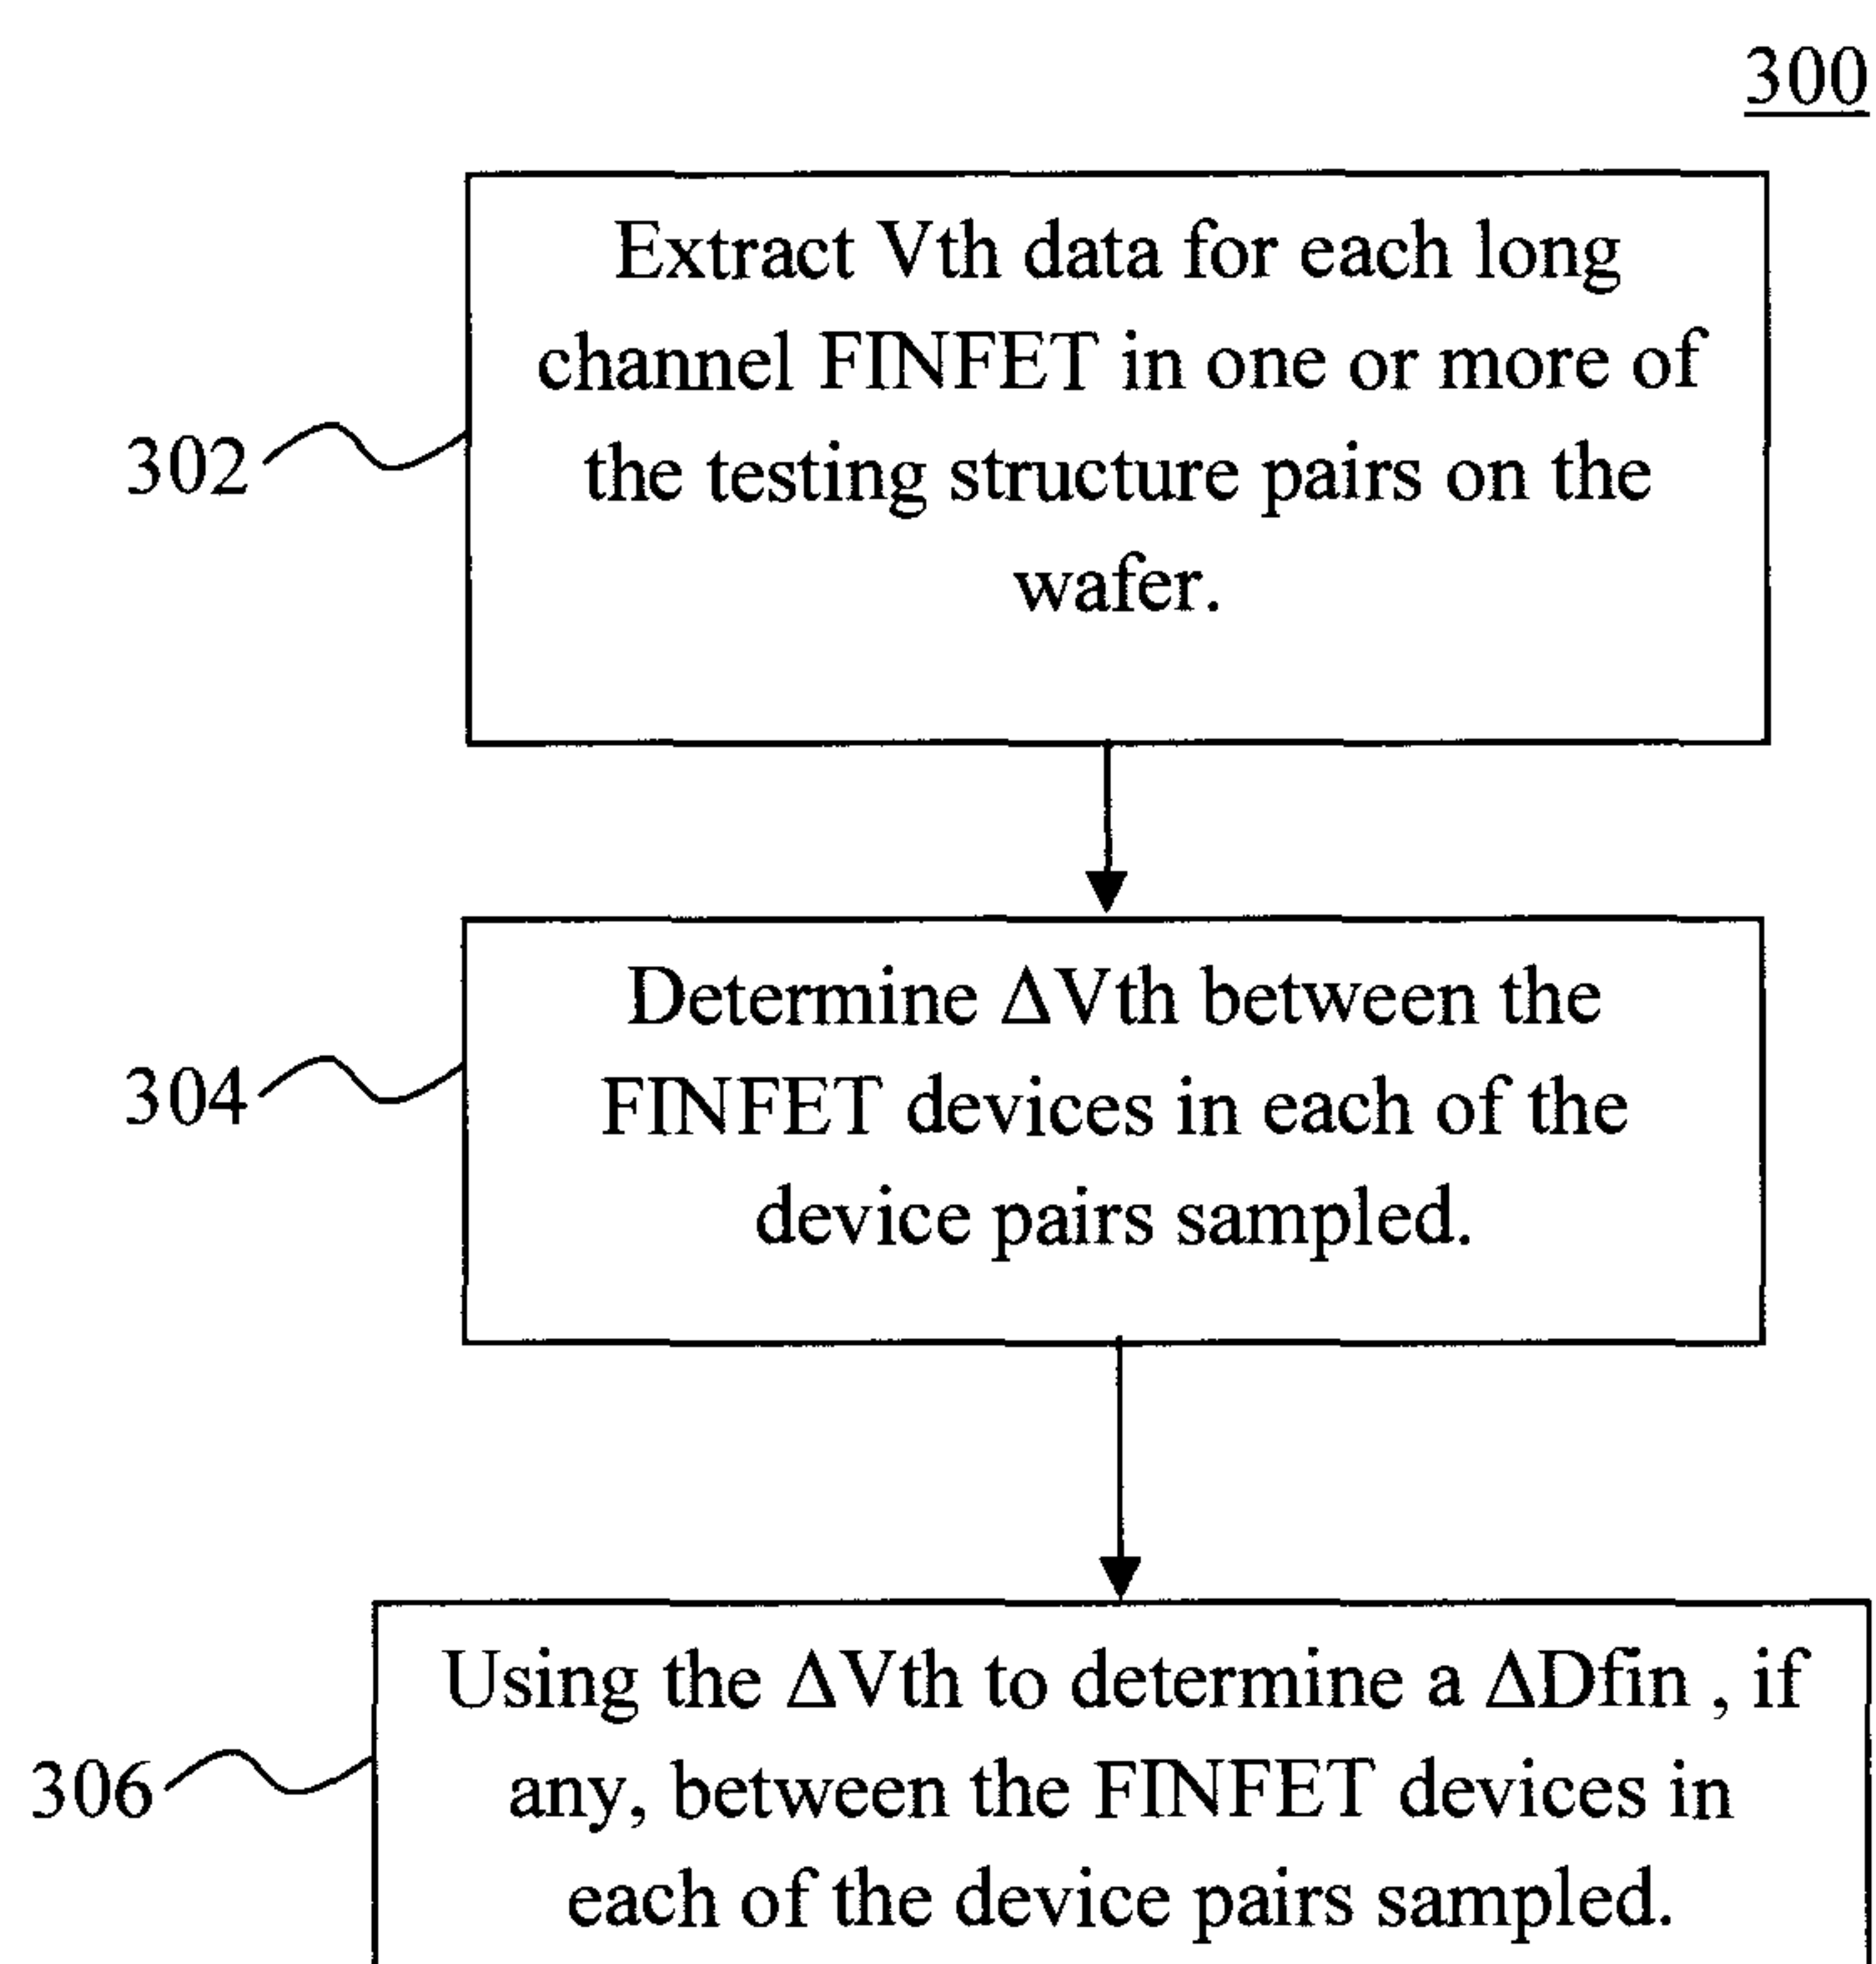 300
Extract Vth data for each long
channel FINFET in one or more of
the testing structure pairs on the
wafer.
302
Determine ΔVth between the
FINFET devices in each of the
device pairs sampled.
304
Using the ΔVth to determine a ΔDfin , if
any, between the FINFET devices in
each of the device pairs sampled.
306